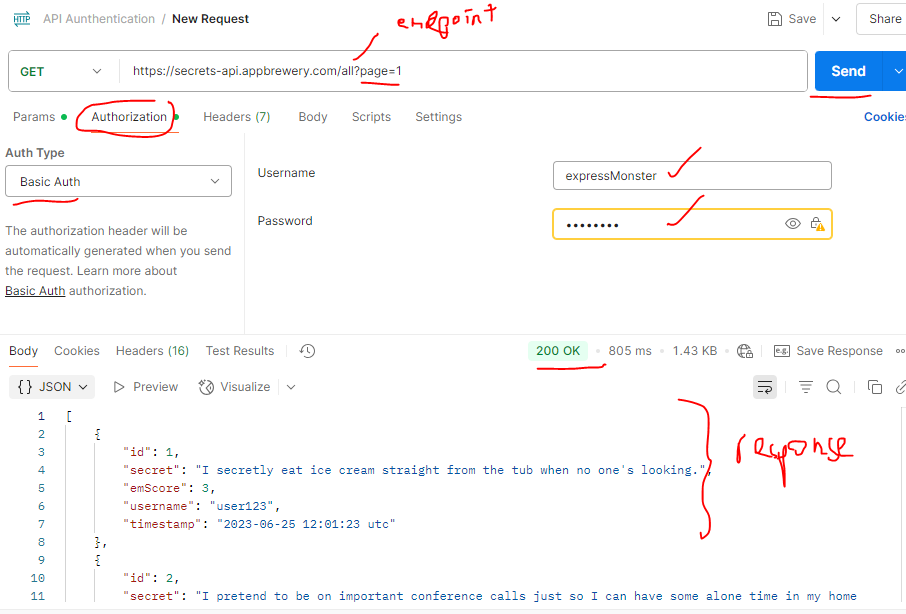 HTTP API Aunthentication / New Request Save Share
endpoint
GET https://secrets-api.appbrewery.com/all?page=1 Send
Params Authorization Headers (7) Body Scripts Settings Cookies
Auth Type
Basic Auth
The authorization header will be
automatically generated when you send
the request. Learn more about
Basic Auth authorization.
Username expressMonster
Password ••••••••
Body Cookies Headers (16) Test Results 200 OK 805 ms 1.43 KB e.g. Save Response
{} JSON Preview Visualize
1 [
2 {
3 "id": 1,
4 "secret": "I secretly eat ice cream straight from the tub when no one's looking.",
5 "emScore": 3,
6 "username": "user123",
7 "timestamp": "2023-06-25 12:01:23 utc"
8 },
9 {
10 "id": 2,
11 "secret": "I pretend to be on important conference calls just so I can have some alone time in my home
response